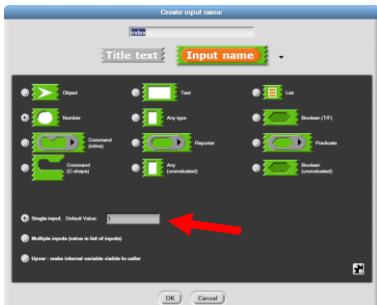 Create input name
index
Title text Input name
Object Text List
Number Any type Boolean (T/F)
Command (inline) Reporter Predicate
Command (C-shape) Any (unevaluated) Boolean (unevaluated)
Single input. Default Value:
Multiple inputs (value is list of inputs)
Upvar - make internal variable visible to caller
OK Cancel